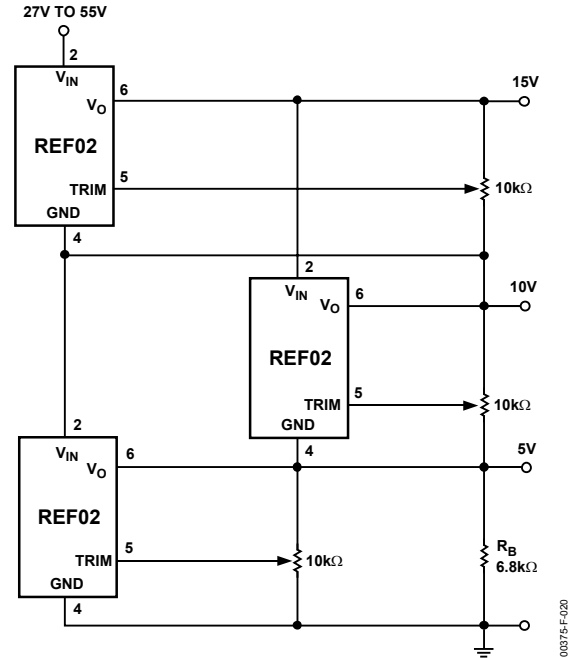 27V TO 55V
2
VIN
VO
6
15V
REF02
TRIM
5
10kΩ
GND
4
2
VIN
VO
6
10V
REF02
TRIM
5
10kΩ
GND
4
2
VIN
VO
6
5V
REF02
TRIM
5
10kΩ
RB
6.8kΩ
GND
4
00375-F-020